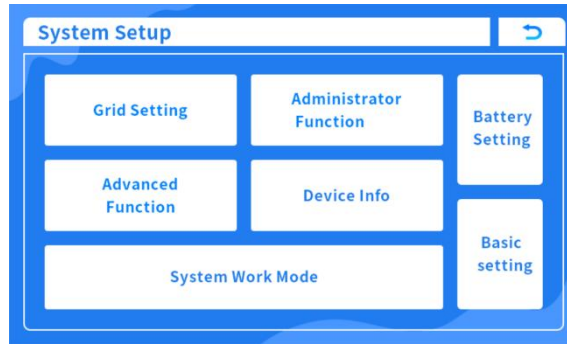 System Setup
Grid Setting
Administrator
Function
Battery
Setting
Advanced
Function
Device Info
System Work Mode
Basic
setting